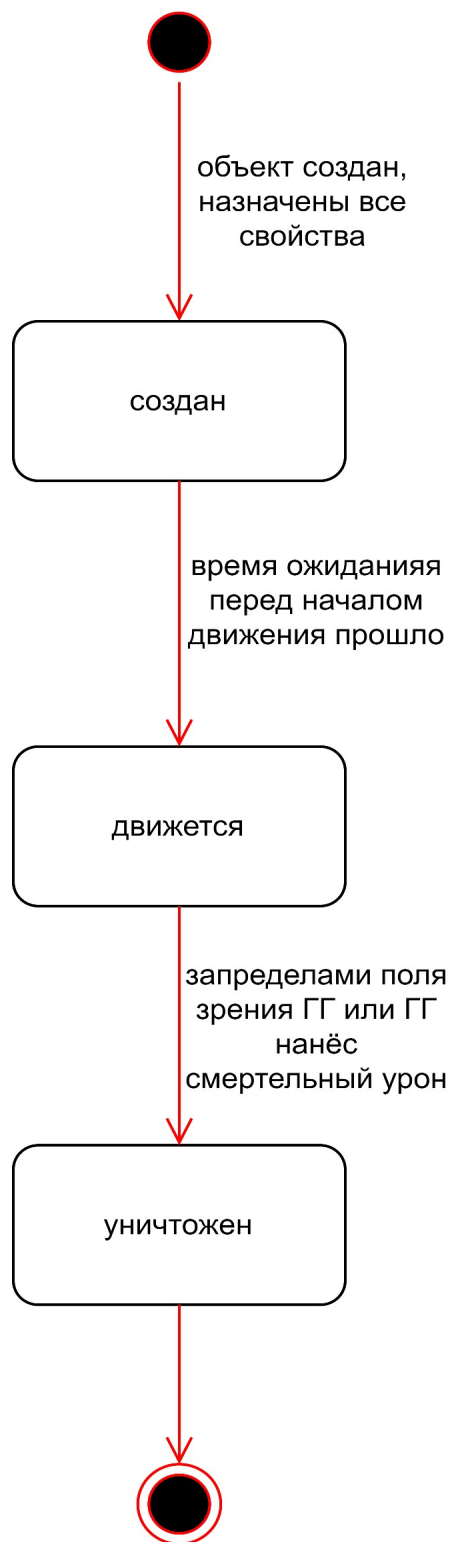 объект создан,
назначены все
свойства
создан
время ожиданияя
перед началом
движения прошло
движется
запределами поля
зрения ГГ или ГГ
нанёс
смертельный урон
уничтожен